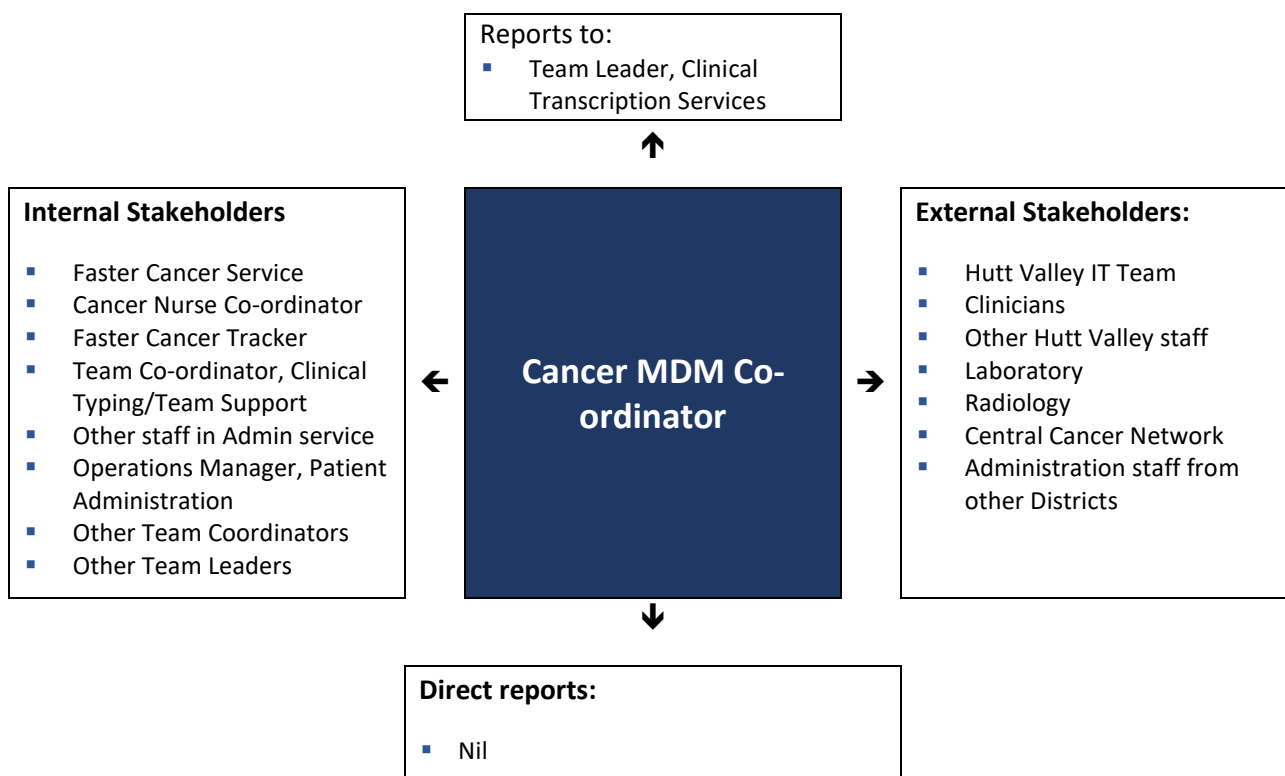 Reports to:
▪ Team Leader, Clinical
Transcription Services
Internal Stakeholders
▪ Faster Cancer Service
▪ Cancer Nurse Co-ordinator
▪ Faster Cancer Tracker
▪ Team Co-ordinator, Clinical
Typing/Team Support
▪ Other staff in Admin service
▪ Operations Manager, Patient
Administration
▪ Other Team Coordinators
▪ Other Team Leaders
Cancer MDM Co-
ordinator
External Stakeholders:
▪ Hutt Valley IT Team
▪ Clinicians
▪ Other Hutt Valley staff
▪ Laboratory
▪ Radiology
▪ Central Cancer Network
▪ Administration staff from
other Districts
Direct reports:
▪ Nil